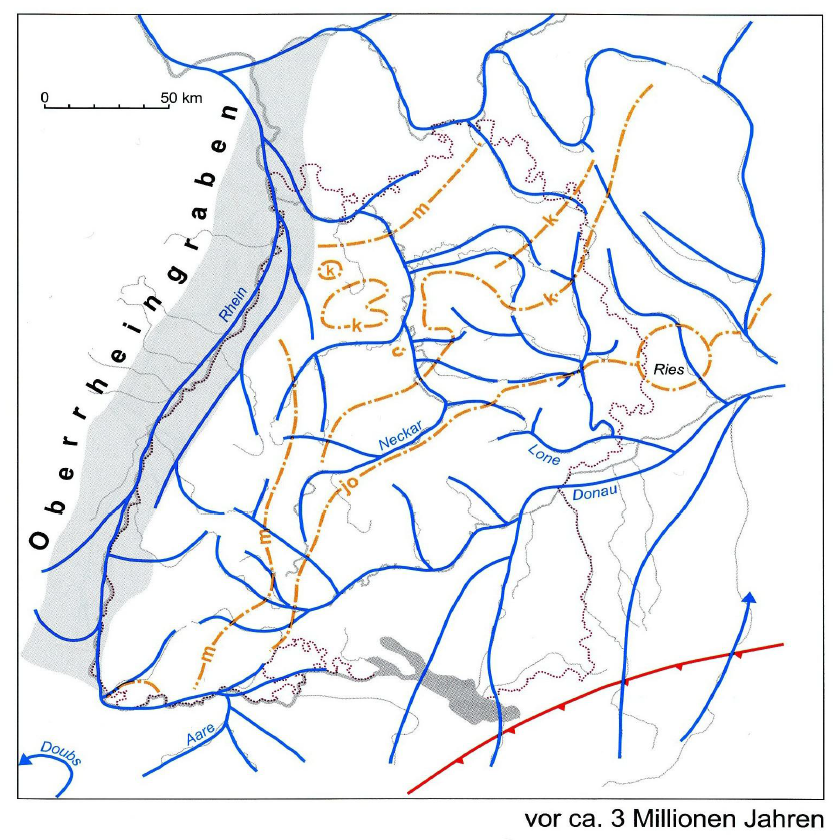 0 50 km
Oberrheingraben
Rhein
m
k
k
k
k
c
Ries
Neckar
jo
Lone
Donau
m
m
Aare
Doubs
vor ca. 3 Millionen Jahren